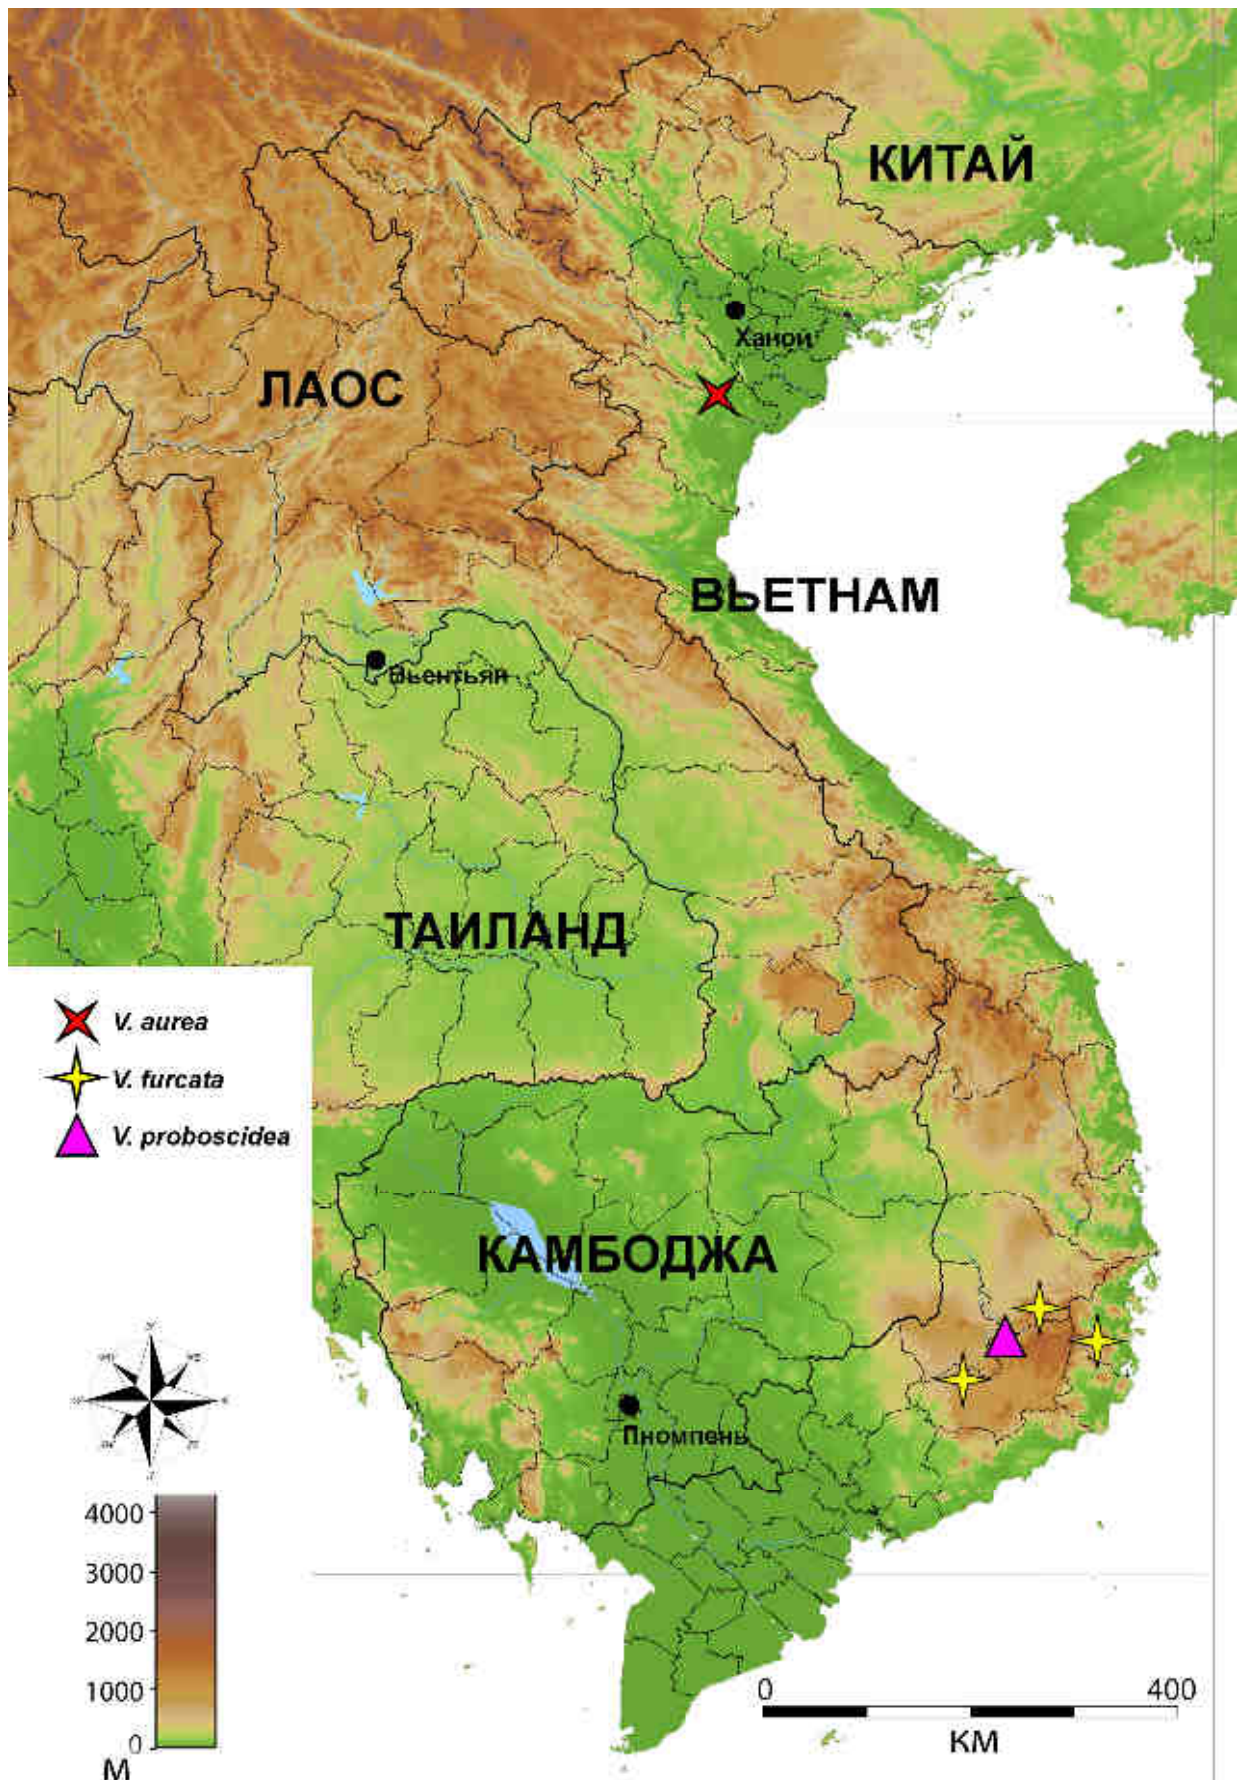 КИТАЙ
Ханой
ЛАОС
ВЬЕТНАМ
Вьентьян
ТАИЛАНД
V. aurea
V. furcata
V. proboscidea
КАМБОДЖА
Пномпень
4000
3000
2000
1000
0
М
0 400
КМ